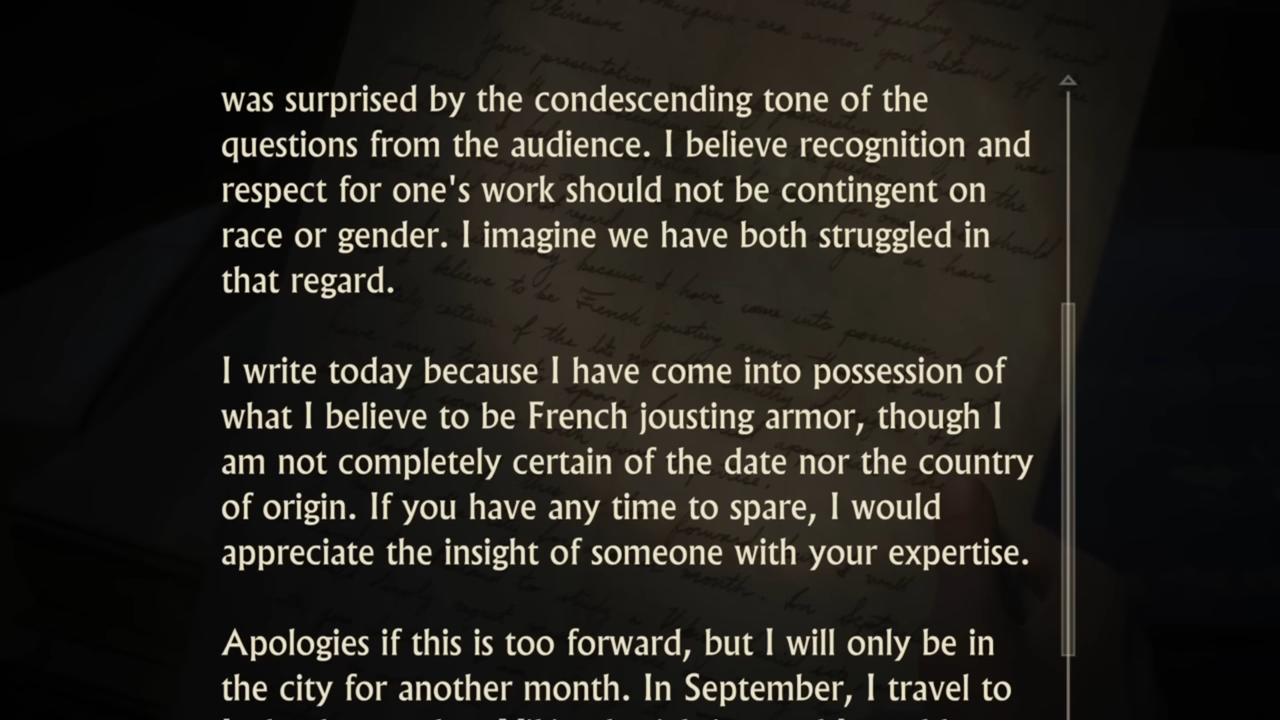 was surprised by the condescending tone of the
questions from the audience. I believe recognition and
respect for one's work should not be contingent on
race or gender. I imagine we have both struggled in
that regard.
I write today because I have come into possession of
what I believe to be French jousting armor, though I
am not completely certain of the date nor the country
of origin. If you have any time to spare, I would
appreciate the insight of someone with your expertise.
Apologies if this is too forward, but I will only be in
the city for another month. In September, I travel to